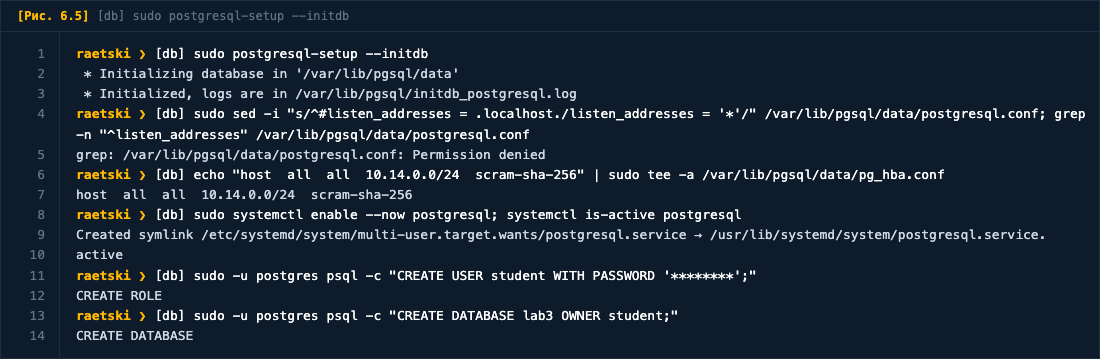 [Рис. 6.5] [db] sudo postgresql-setup --initdb
1 raetski ❯ [db] sudo postgresql-setup --initdb
2 * Initializing database in '/var/lib/pgsql/data'
3 * Initialized, logs are in /var/lib/pgsql/initdb_postgresql.log
4 raetski ❯ [db] sudo sed -i "s/^#listen_addresses = .localhost./listen_addresses = '*'/" /var/lib/pgsql/data/postgresql.conf; grep
-n "^listen_addresses" /var/lib/pgsql/data/postgresql.conf
5 grep: /var/lib/pgsql/data/postgresql.conf: Permission denied
6 raetski ❯ [db] echo "host  all  all  10.14.0.0/24  scram-sha-256" | sudo tee -a /var/lib/pgsql/data/pg_hba.conf
7 host  all  all  10.14.0.0/24  scram-sha-256
8 raetski ❯ [db] sudo systemctl enable --now postgresql; systemctl is-active postgresql
9 Created symlink /etc/systemd/system/multi-user.target.wants/postgresql.service → /usr/lib/systemd/system/postgresql.service.
10 active
11 raetski ❯ [db] sudo -u postgres psql -c "CREATE USER student WITH PASSWORD '********';"
12 CREATE ROLE
13 raetski ❯ [db] sudo -u postgres psql -c "CREATE DATABASE lab3 OWNER student;"
14 CREATE DATABASE